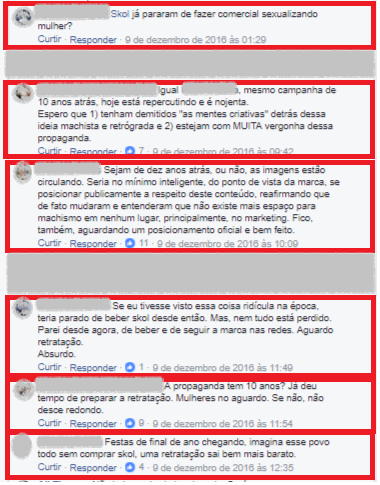 Skol já pararam de fazer comercial sexualizando
mulher?
Curtir · Responder · 9 de dezembro de 2016 às 01:29
Igual , mesmo campanha de
10 anos atrás, hoje está repercutindo e é nojenta.
Espero que 1) tenham demitidos "as mentes criativas" detrás dessa
ideia machista e retrógrada e 2) estejam com MUITA vergonha dessa
propaganda.
Curtir · Responder · 7 · 9 de dezembro de 2016 às 09:42
Sejam de dez anos atrás, ou não, as imagens estão
circulando. Seria no mínimo inteligente, do ponto de vista da marca, se
posicionar publicamente a respeito deste conteúdo, reafirmando que
de fato mudaram e entenderam que não existe mais espaço para
machismo em nenhum lugar, principalmente, no marketing. Fico,
também, aguardando um posicionamento oficial e bem feito.
Curtir · Responder · 11 · 9 de dezembro de 2016 às 10:09
Se eu tivesse visto essa coisa ridícula na época,
teria parado de beber skol desde então. Mas, nem tudo está perdido.
Parei desde agora, de beber e de seguir a marca nas redes. Aguardo
retratação.
Absurdo.
Curtir · Responder · 1 · 9 de dezembro de 2016 às 11:49
A propaganda tem 10 anos? Já deu
tempo de preparar a retratação. Mulheres no aguardo. Se não, não
desce redondo.
Curtir · Responder · 9 · 9 de dezembro de 2016 às 11:54
Festas de final de ano chegando, imagina esse povo
todo sem comprar skol, uma retratação sai bem mais barato.
Curtir · Responder · 4 · 9 de dezembro de 2016 às 12:35